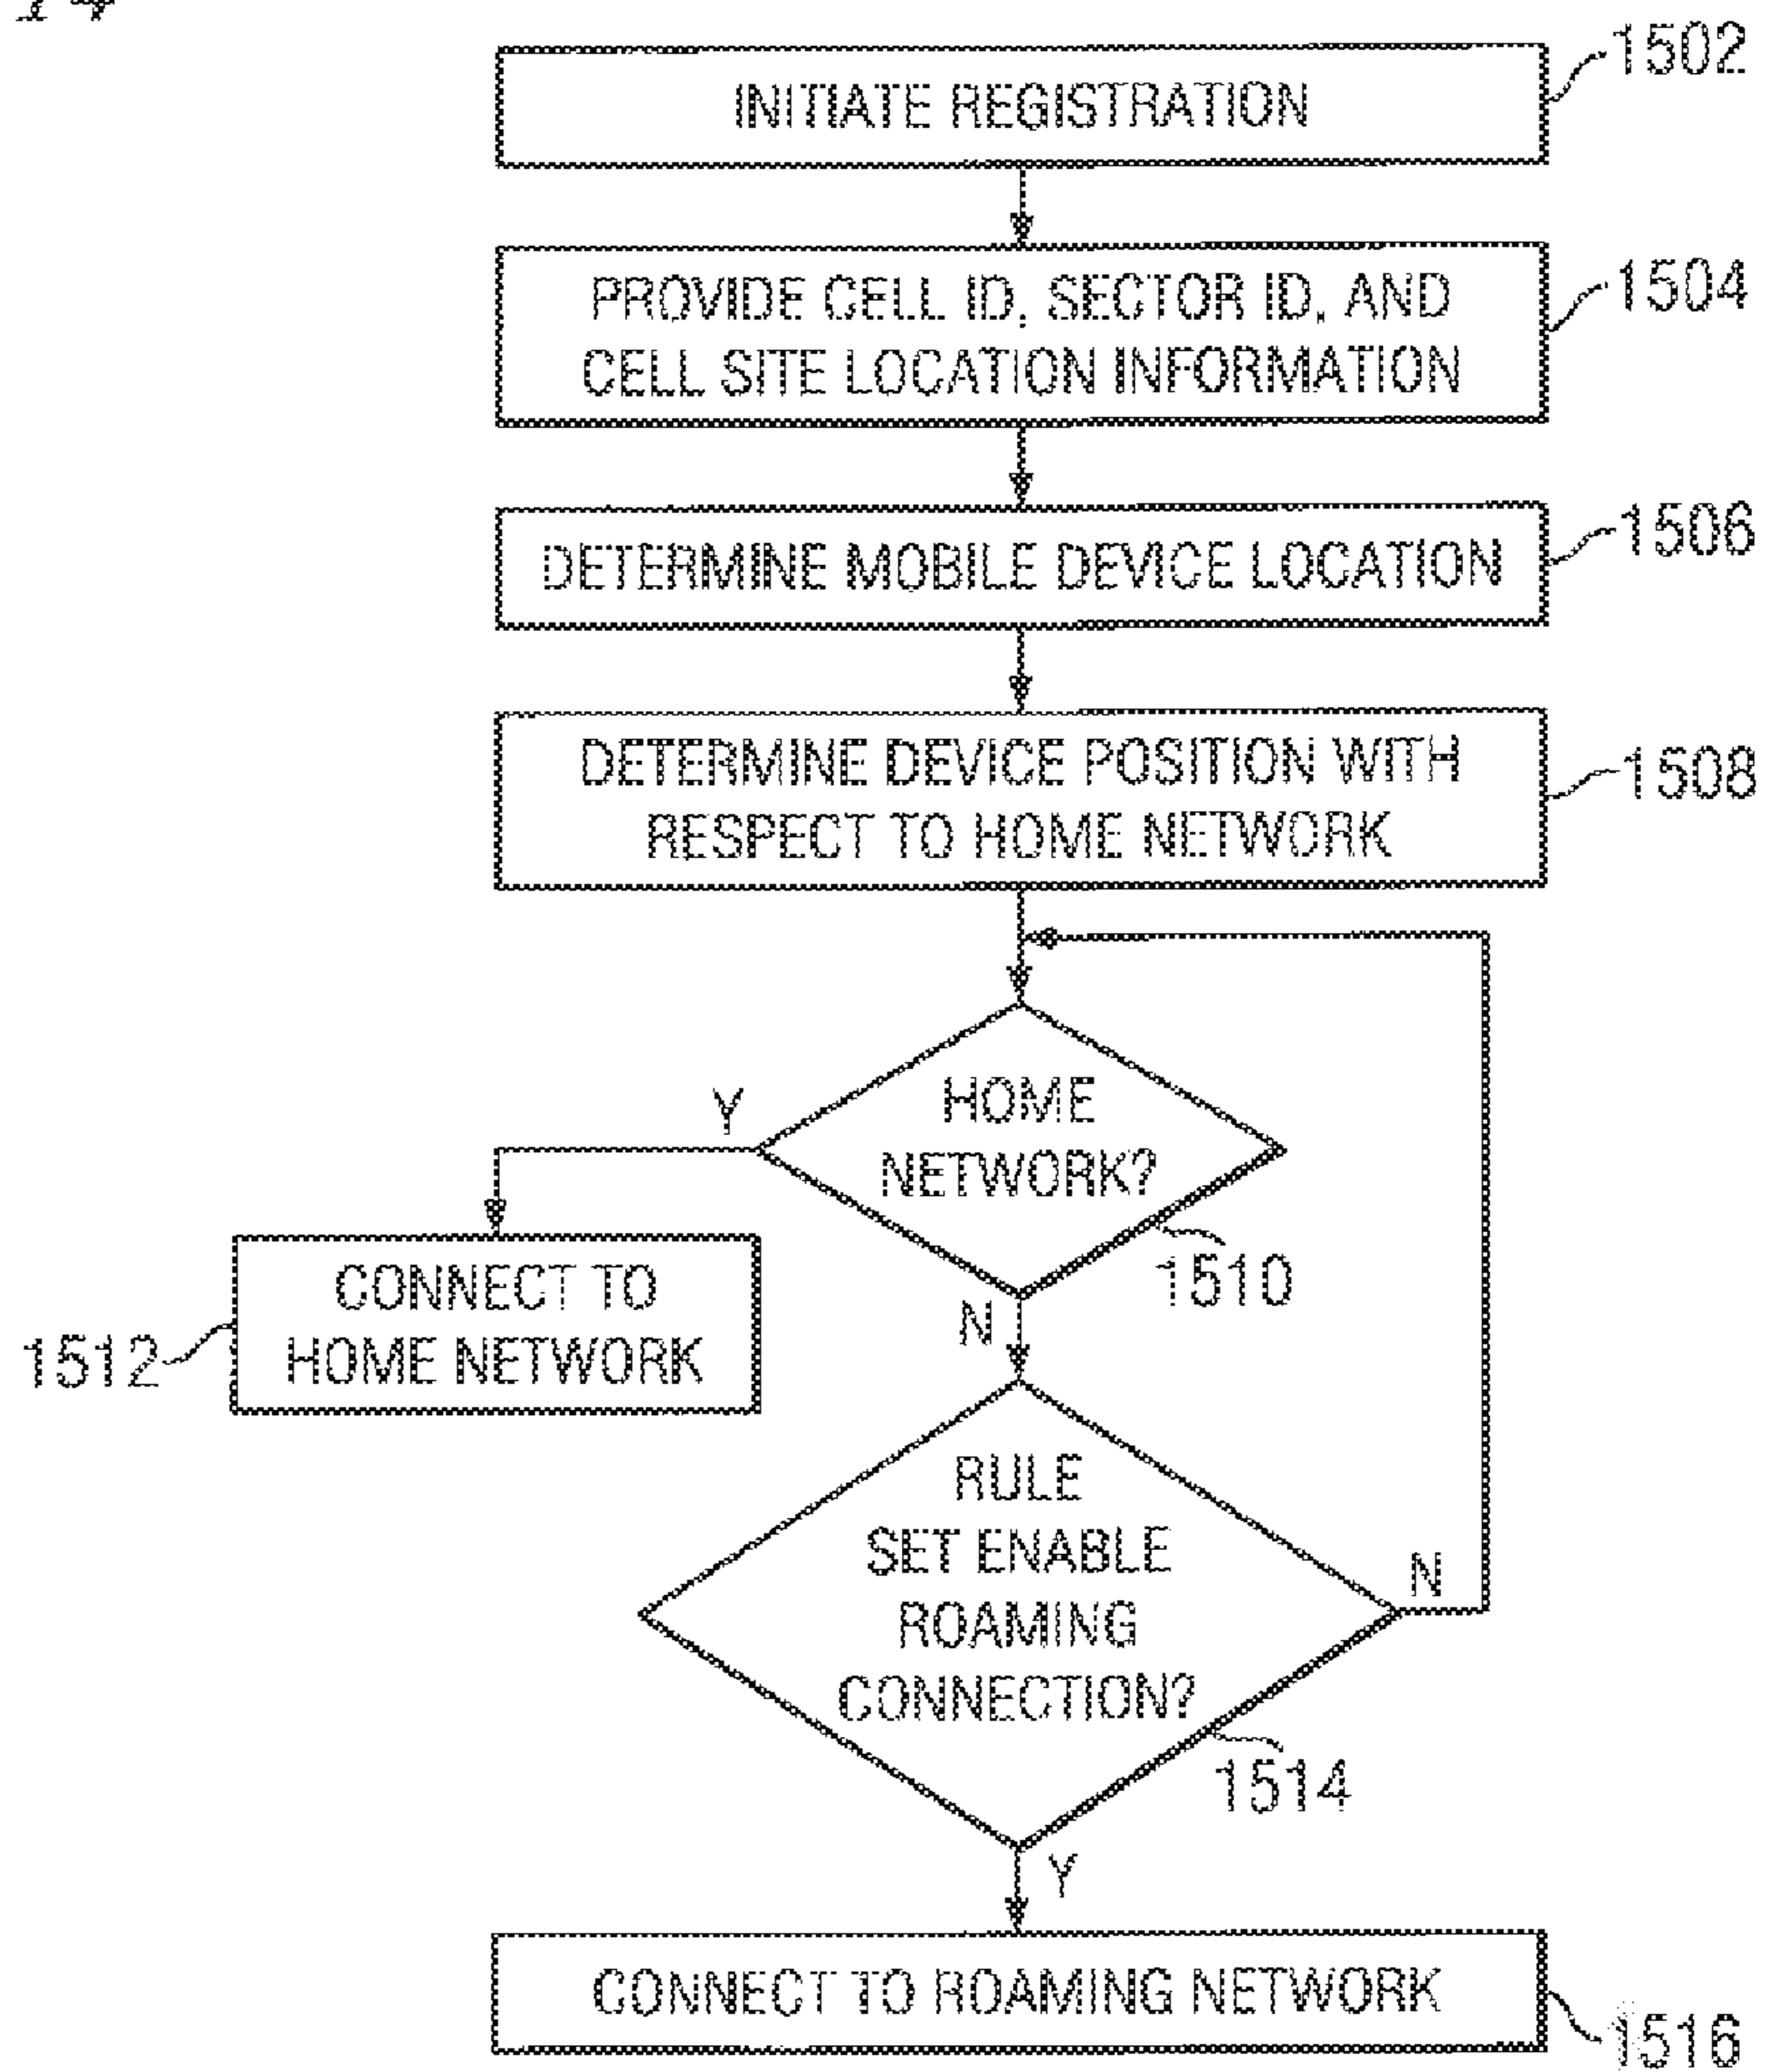 14
INITIATE REGISTRATION
1502
PROVIDE CELL ID, SECTOR ID, AND
CELL SITE LOCATION INFORMATION
1504
DETERMINE MOBILE DEVICE LOCATION
1506
DETERMINE DEVICE POSITION WITH
RESPECT TO HOME NETWORK
1508
HOME
NETWORK?
Y
1510
N
CONNECT TO
HOME NETWORK
1512
RULE
SET ENABLE
ROAMING
CONNECTION?
N
1514
Y
CONNECT TO ROAMING NETWORK
1516